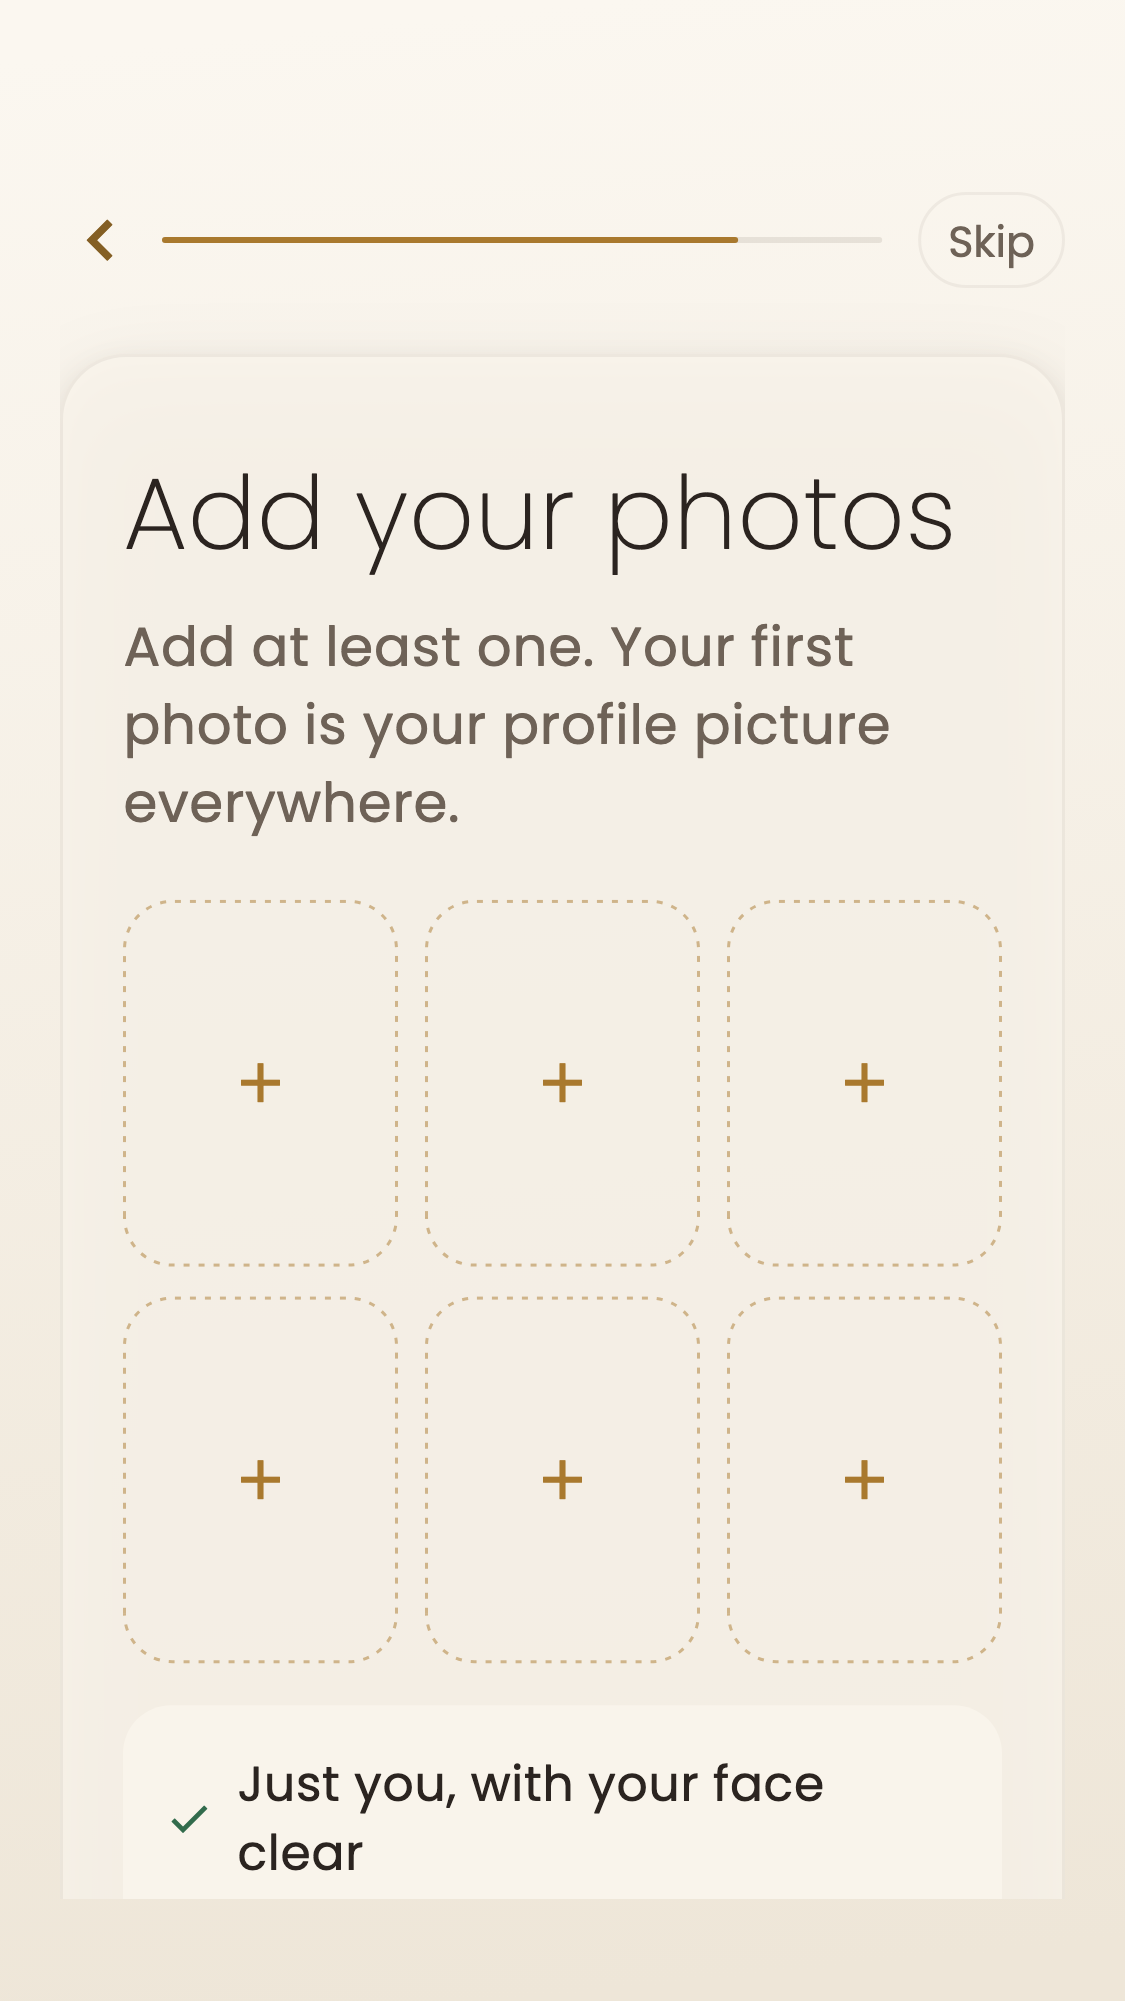 Skip
Add your photos
Add at least one. Your first
photo is your profile picture
everywhere.
Just you, with your face
clear